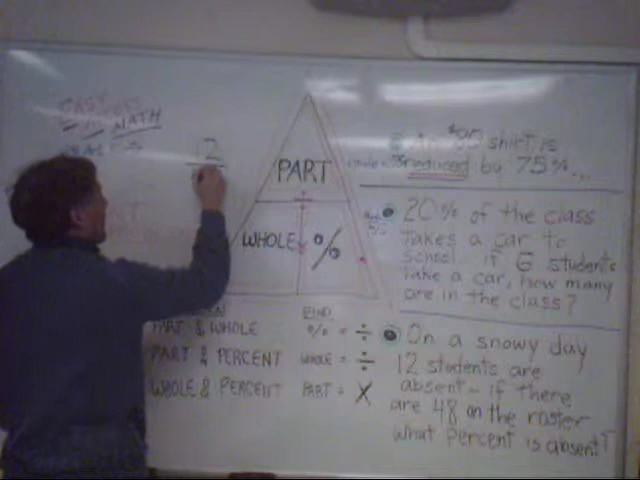 FAST
MATH
12
PART
WHOLE
%
FIND
PART & WHOLE % = ÷
PART & PERCENT WHOLE = ÷
WHOLE & PERCENT PART = X
shirt is
reduced by 75%...
20% of the class
takes a car to
school. if 6 students
take a car, how many
are in the class?
On a snowy day
12 students are
absent - if there
are 48 on the roster
what percent is absent?